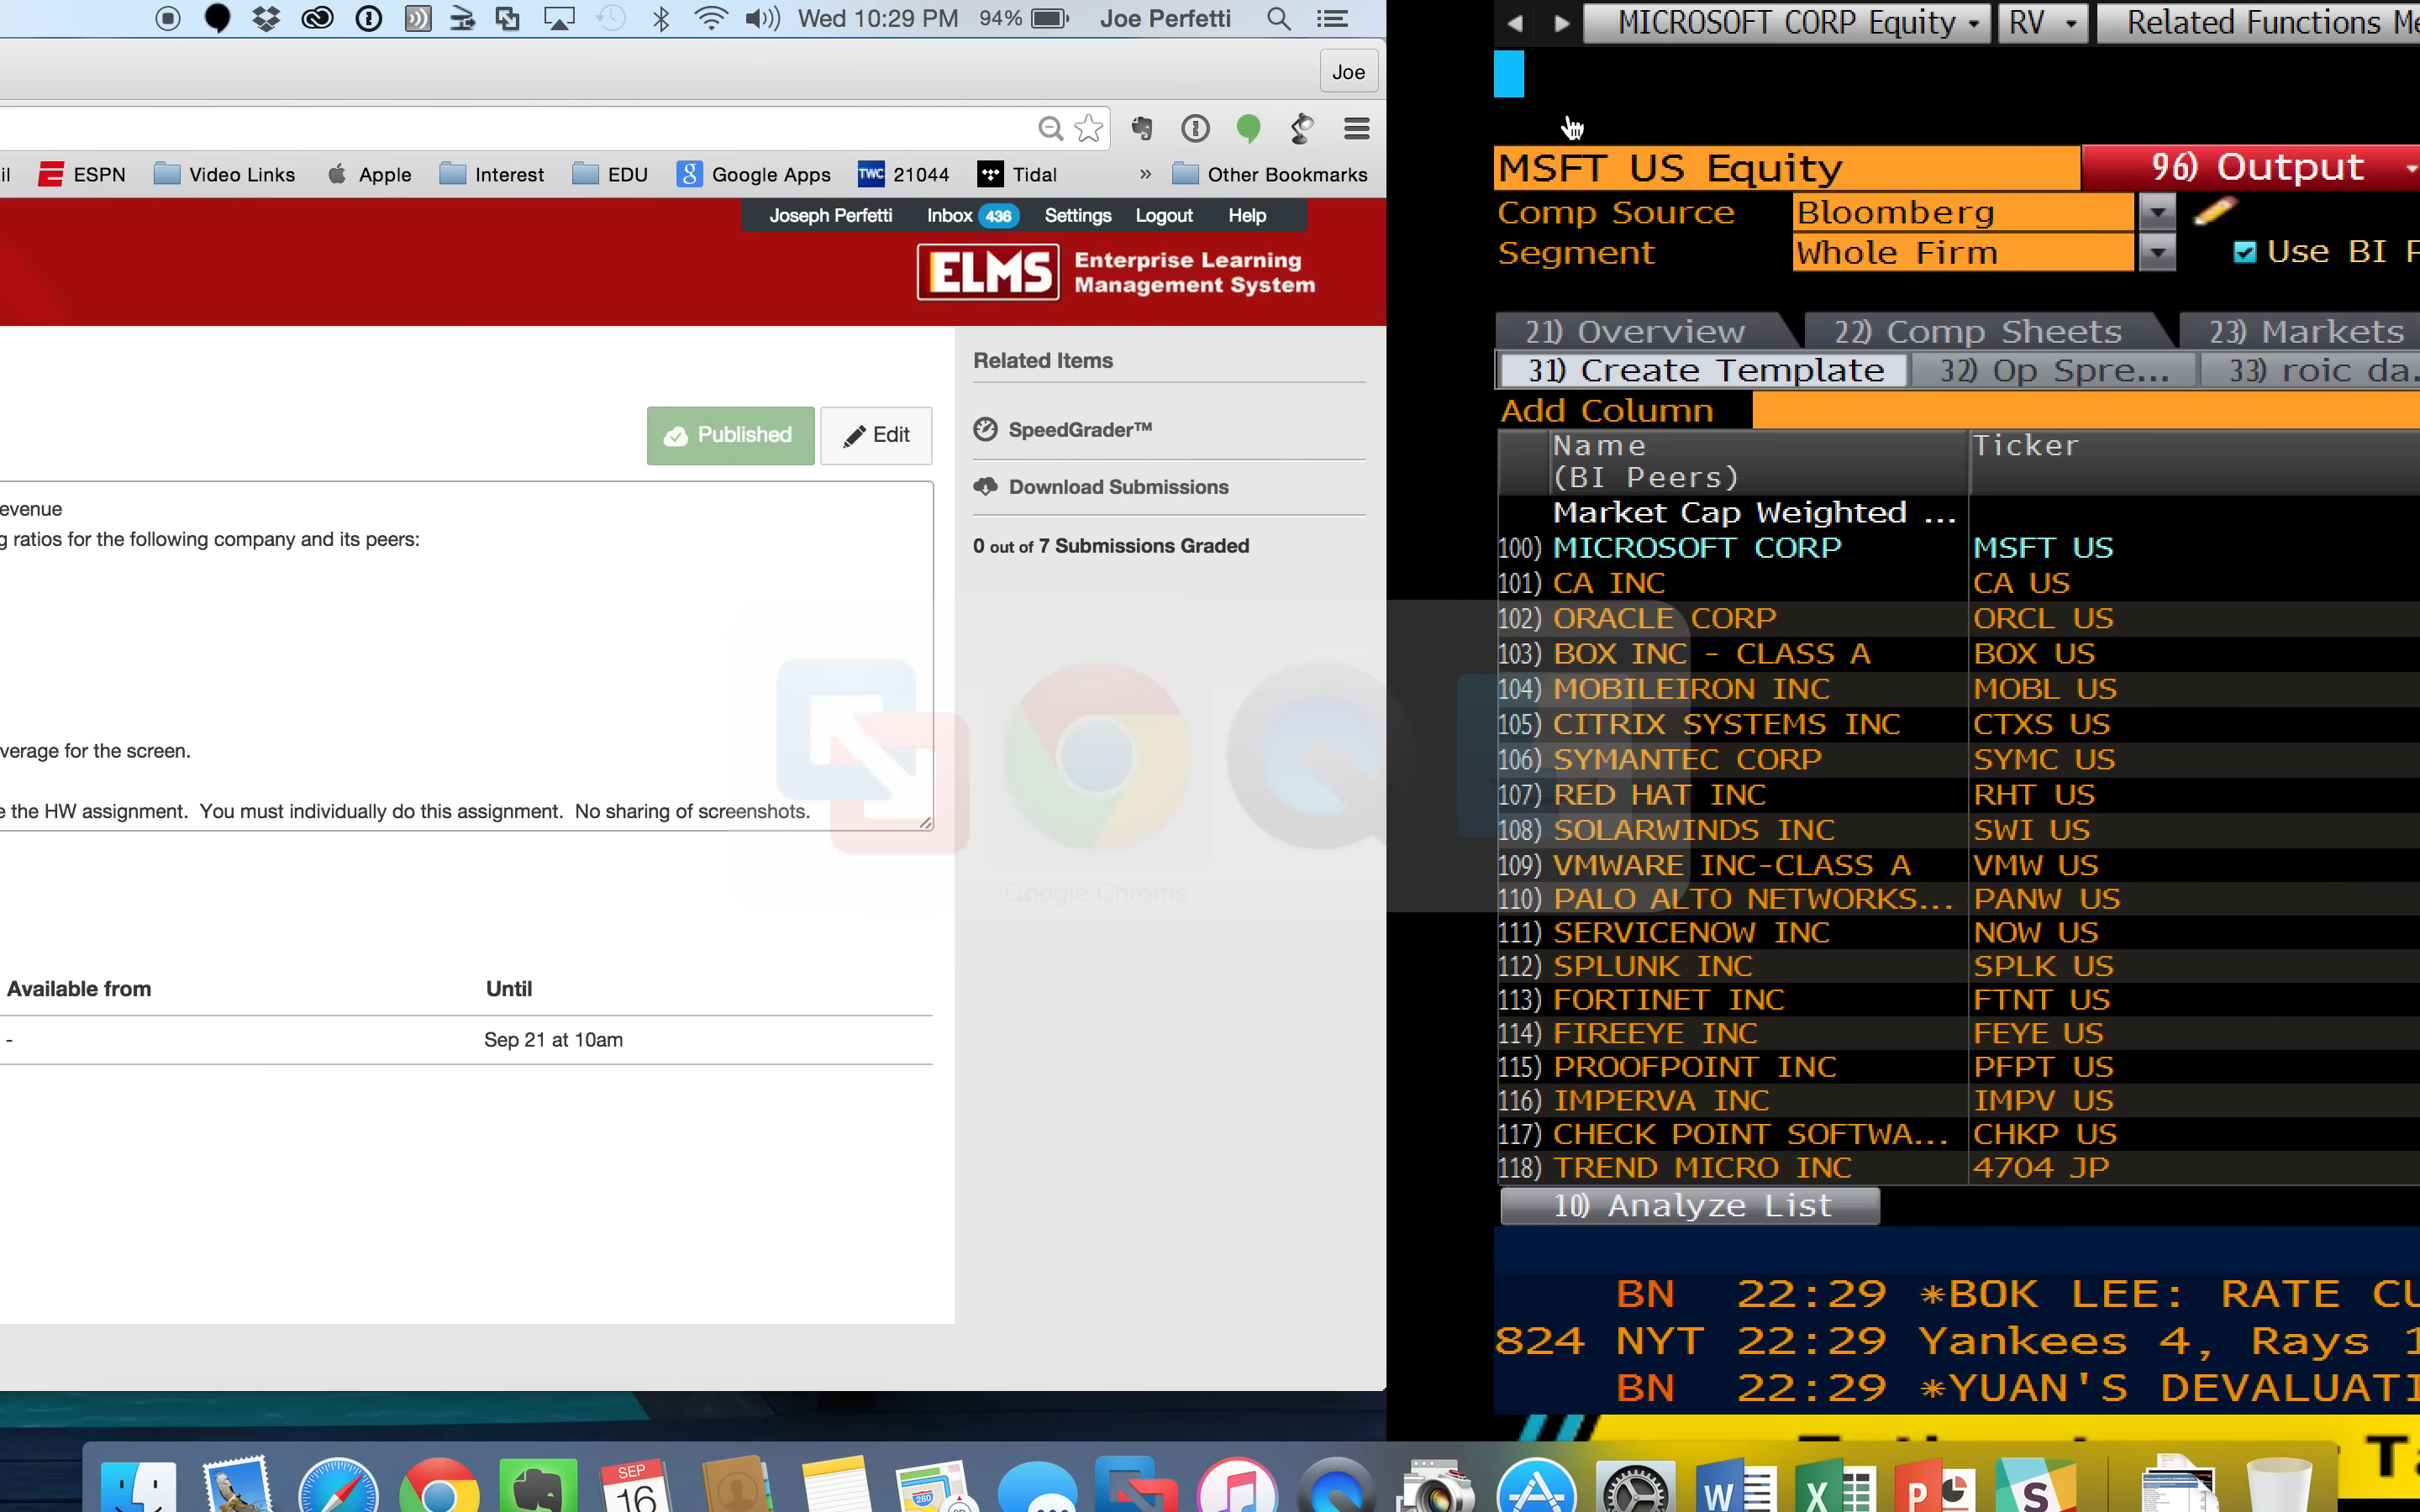 Wed 10:29 PM 94% Joe Perfetti
Joe
ESPN Video Links Apple Interest EDU Google Apps TWC 21044 Tidal » Other Bookmarks
Joseph Perfetti Inbox 436 Settings Logout Help
ELMS Enterprise Learning
Management System
Published Edit
evenue
g ratios for the following company and its peers:
verage for the screen.
e the HW assignment. You must individually do this assignment. No sharing of screenshots.
Available from Until
- Sep 21 at 10am
Related Items
SpeedGrader™
Download Submissions
0 out of 7 Submissions Graded
Google Chrome
MICROSOFT CORP Equity RV Related Functions Me
MSFT US Equity 96) Output
Comp Source Bloomberg
Segment Whole Firm Use BI
21) Overview 22) Comp Sheets 23) Markets
31) Create Template 32) Op Spre... 33) roic da.
Add Column
Name Ticker
(BI Peers)
Market Cap Weighted ...
100) MICROSOFT CORP MSFT US
101) CA INC CA US
102) ORACLE CORP ORCL US
103) BOX INC - CLASS A BOX US
104) MOBILEIRON INC MOBL US
105) CITRIX SYSTEMS INC CTXS US
106) SYMANTEC CORP SYMC US
107) RED HAT INC RHT US
108) SOLARWINDS INC SWI US
109) VMWARE INC-CLASS A VMW US
110) PALO ALTO NETWORKS... PANW US
111) SERVICENOW INC NOW US
112) SPLUNK INC SPLK US
113) FORTINET INC FTNT US
114) FIREEYE INC FEYE US
115) PROOFPOINT INC PFPT US
116) IMPERVA INC IMPV US
117) CHECK POINT SOFTWA... CHKP US
118) TREND MICRO INC 4704 JP
10) Analyze List
BN 22:29 *BOK LEE: RATE CU
824 NYT 22:29 Yankees 4, Rays 1
BN 22:29 *YUAN'S DEVALUATI
SEP
16
280
W X P S